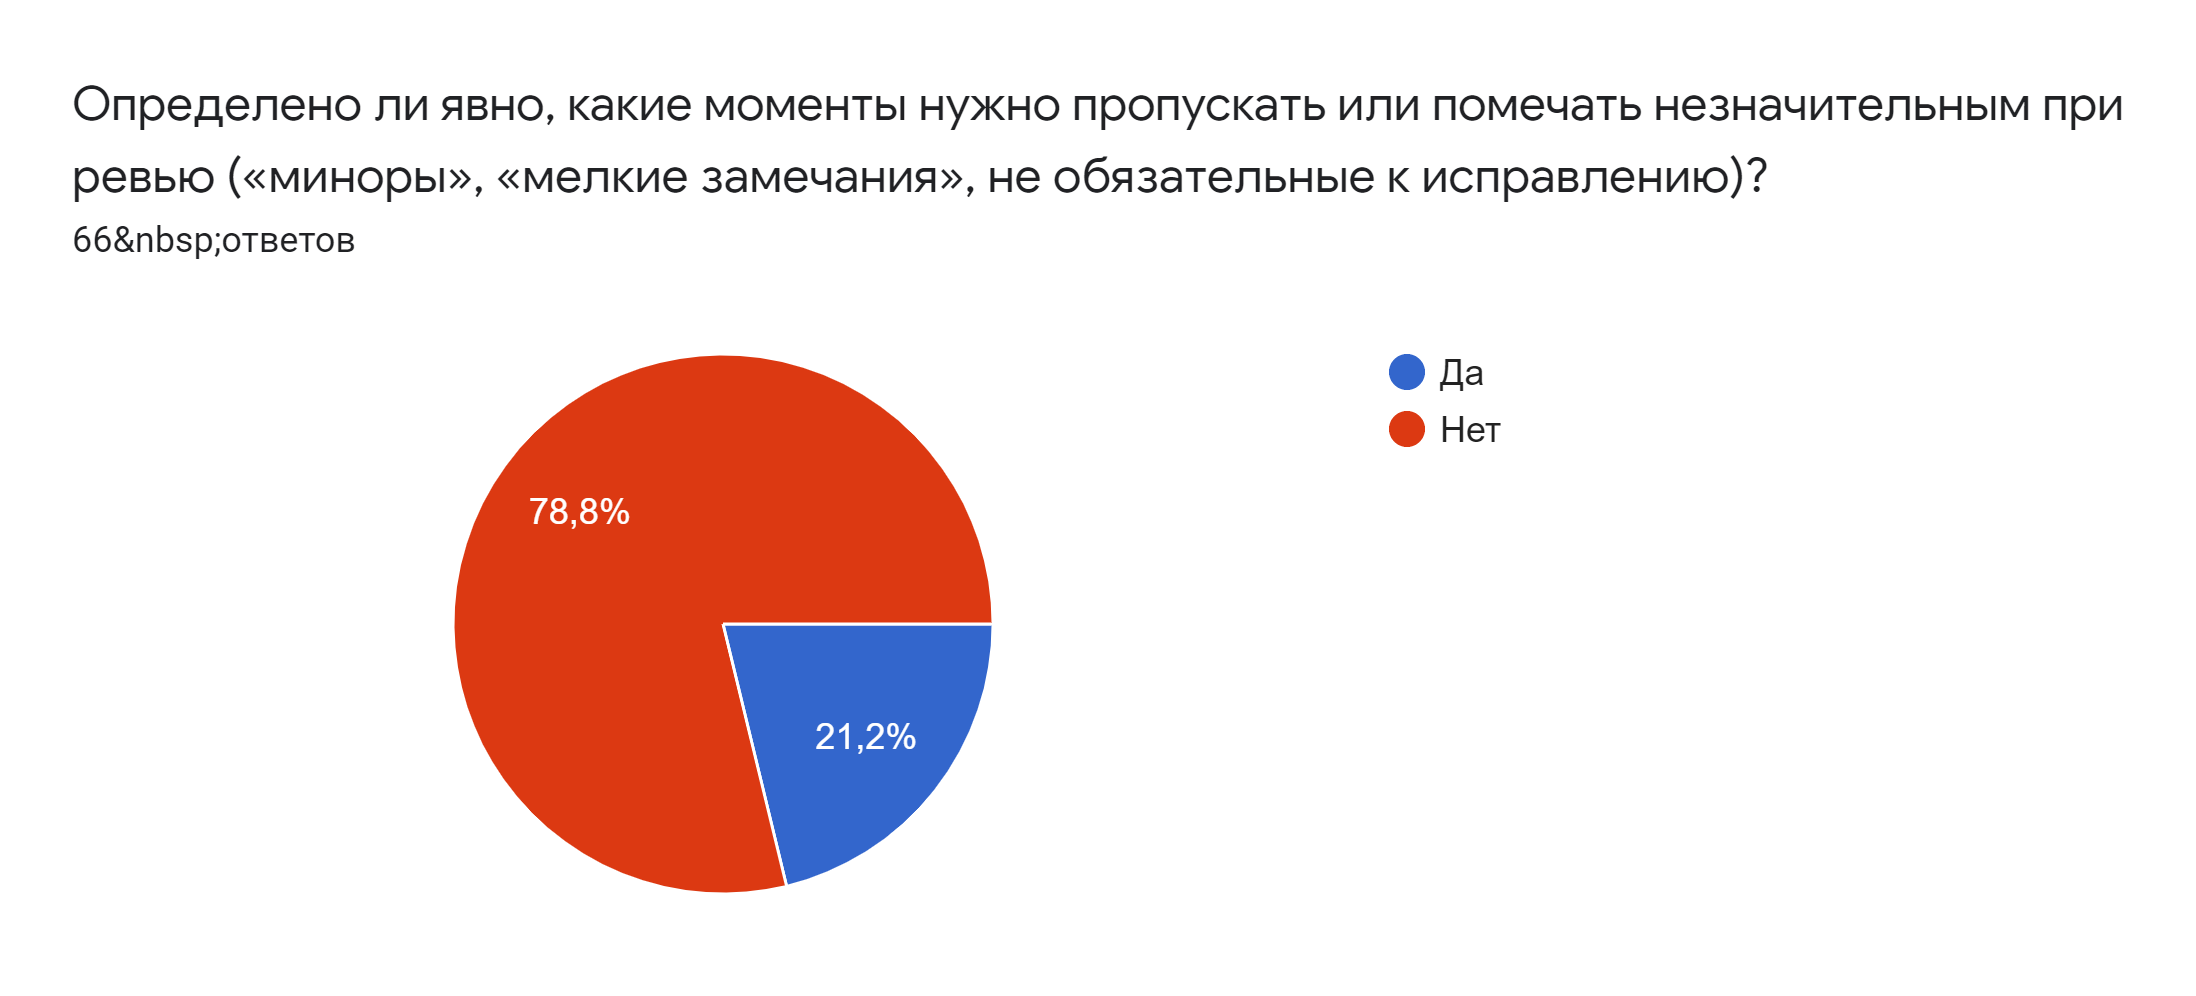 Определено ли явно, какие моменты нужно пропускать или помечать незначительным при
ревью («миноры», «мелкие замечания», не обязательные к исправлению)?
66&nbsp;ответов
Да
Нет
78,8%
21,2%